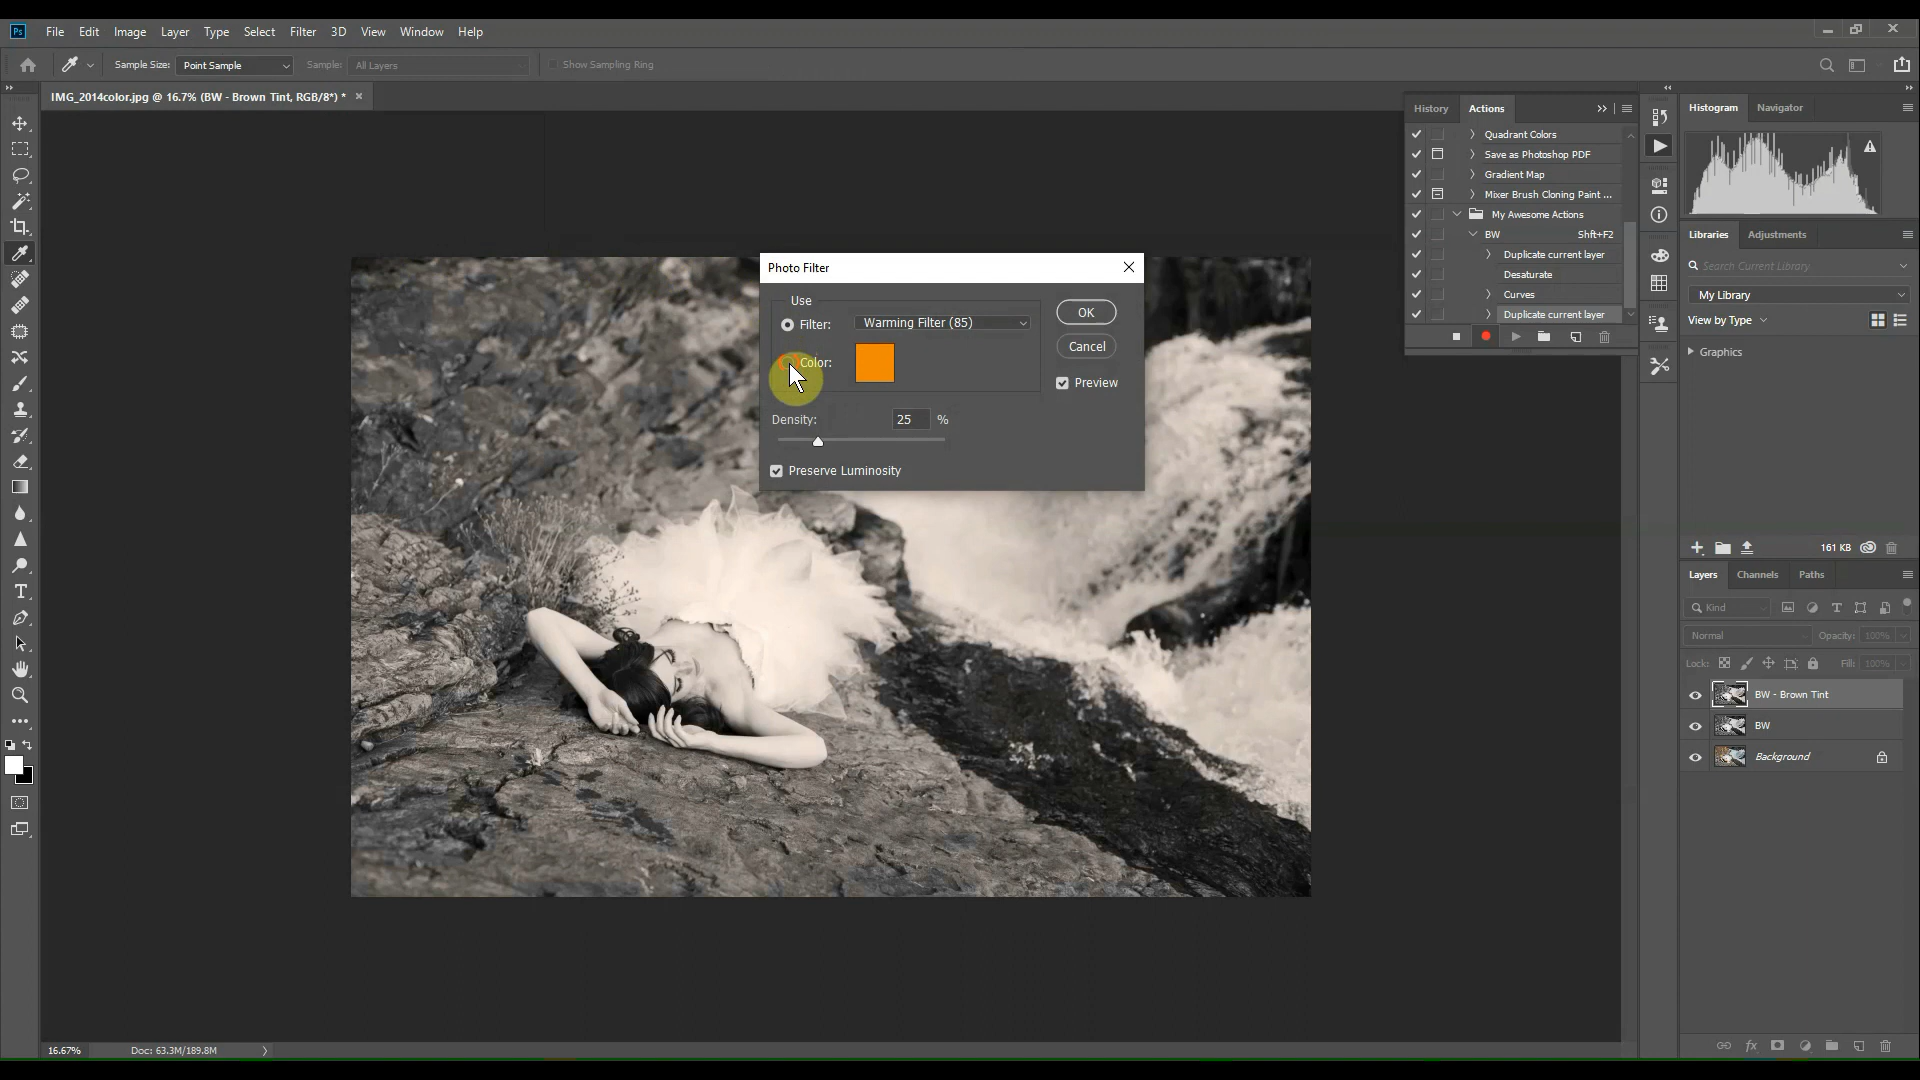 Ps File Edit Image Layer Type Select Filter 3D View Window Help
Sample Size: Point Sample Sample: All Layers Show Sampling Ring
IMG_2014color.jpg @ 16.7% (BW - Brown Tint, RGB/8*) *
History Actions
Quadrant Colors
Save as Photoshop PDF
Gradient Map
Mixer Brush Cloning Paint ...
My Awesome Actions
BW Shft+F2
Duplicate current layer
Desaturate
Curves
Duplicate current layer
Histogram Navigator
Libraries Adjustments
Search Current Library
My Library
View by Type
Graphics
161 KB
Photo Filter
Use
Filter: Warming Filter (85)
Color:
OK
Cancel
Preview
Density: 25 %
Preserve Luminosity
Layers Channels Paths
Kind
Normal Opacity: 100%
Lock: Fill: 100%
BW - Brown Tint
BW
Background
16.67% Doc: 63.3M/189.8M